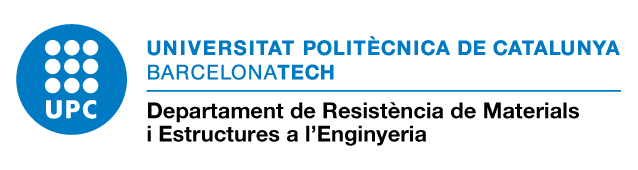 UPC
UNIVERSITAT POLITÈCNICA DE CATALUNYA
BARCELONATECH
Departament de Resistència de Materials
i Estructures a l'Enginyeria